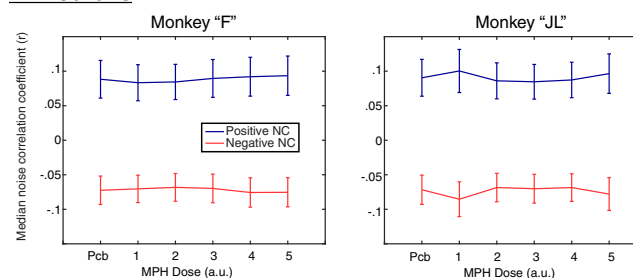 Monkey “F”
Monkey “JL”
Median noise correlation coefficient (r)
.1
.05
0
-.05
-.1
Positive NC
Negative NC
Pcb 1 2 3 4 5
MPH Dose (a.u.)
.1
.05
0
-.05
-.1
Pcb 1 2 3 4 5
MPH Dose (a.u.)